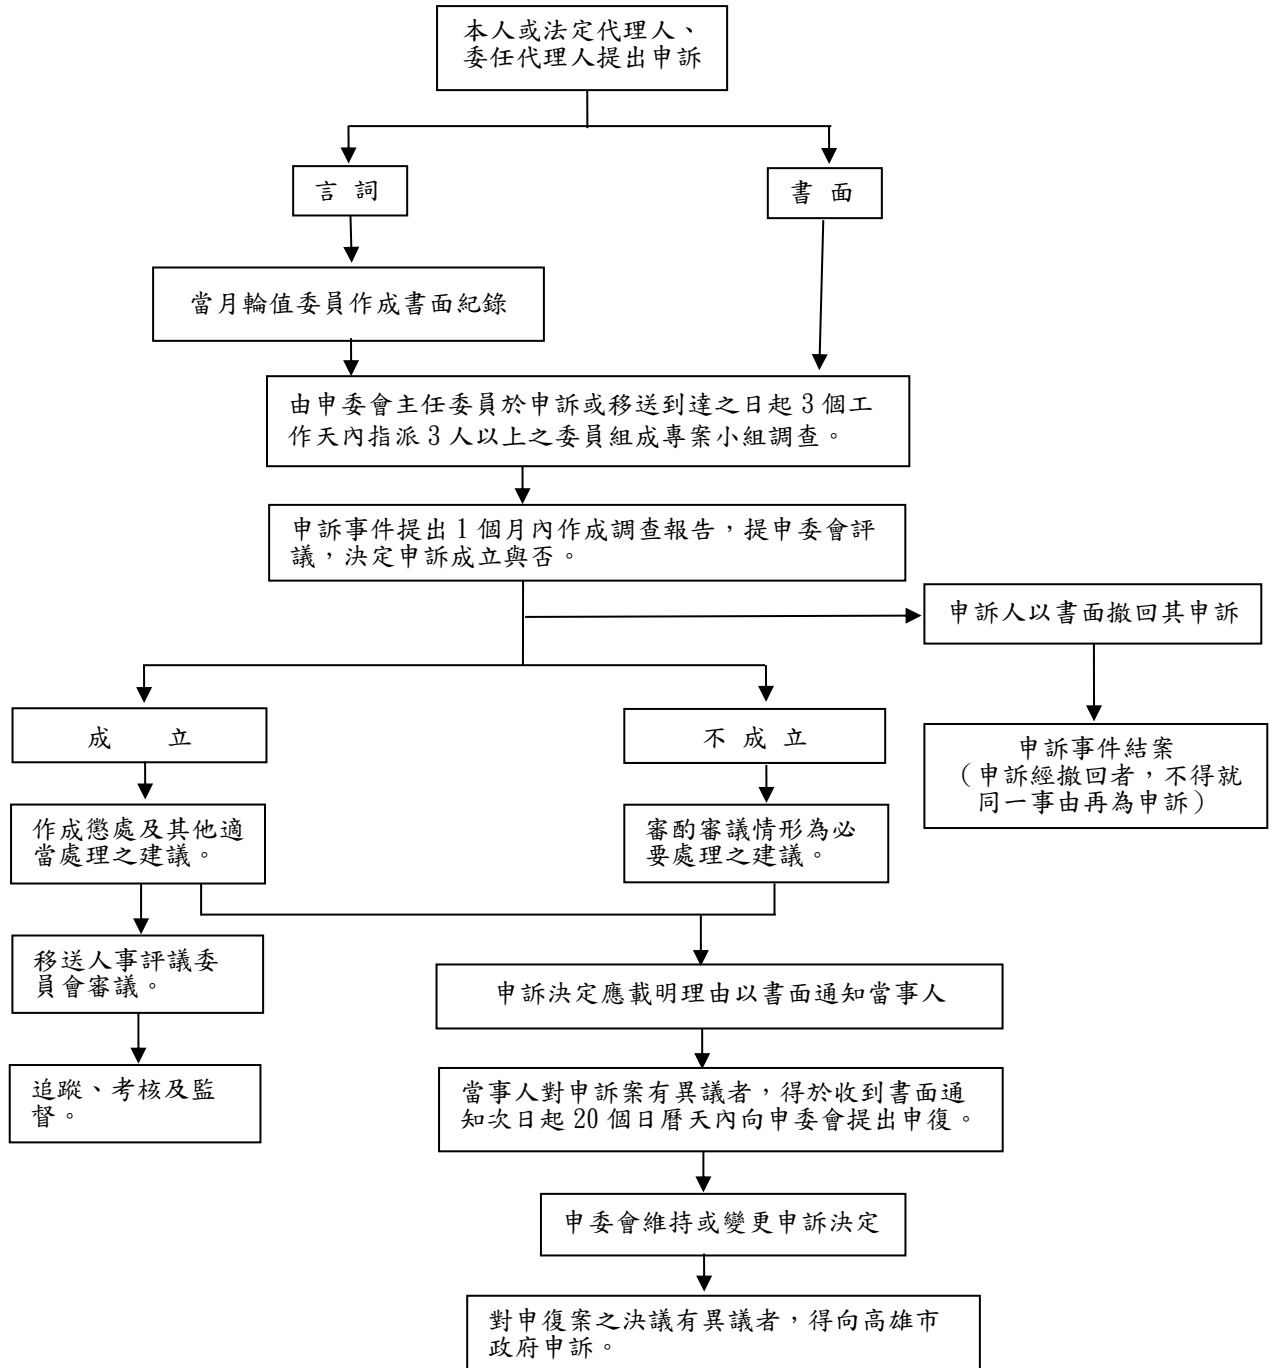 本人或法定代理人、
委任代理人提出申訴
言 詞
書 面
當月輪值委員作成書面紀錄
由申委會主任委員於申訴或移送到達之日起 3 個工
作天內指派 3 人以上之委員組成專案小組調查。
申訴事件提出 1 個月內作成調查報告，提申委會評
議，決定申訴成立與否。
申訴人以書面撤回其申訴
申訴事件結案
（申訴經撤回者，不得就
同一事由再為申訴）
成 立
不 成 立
作成懲處及其他適
當處理之建議。
審酌審議情形為必
要處理之建議。
移送人事評議委
員會審議。
追蹤、考核及監
督。
申訴決定應載明理由以書面通知當事人
當事人對申訴案有異議者，得於收到書面通
知次日起 20 個日曆天內向申委會提出申復。
申委會維持或變更申訴決定
對申復案之決議有異議者，得向高雄市
政府申訴。